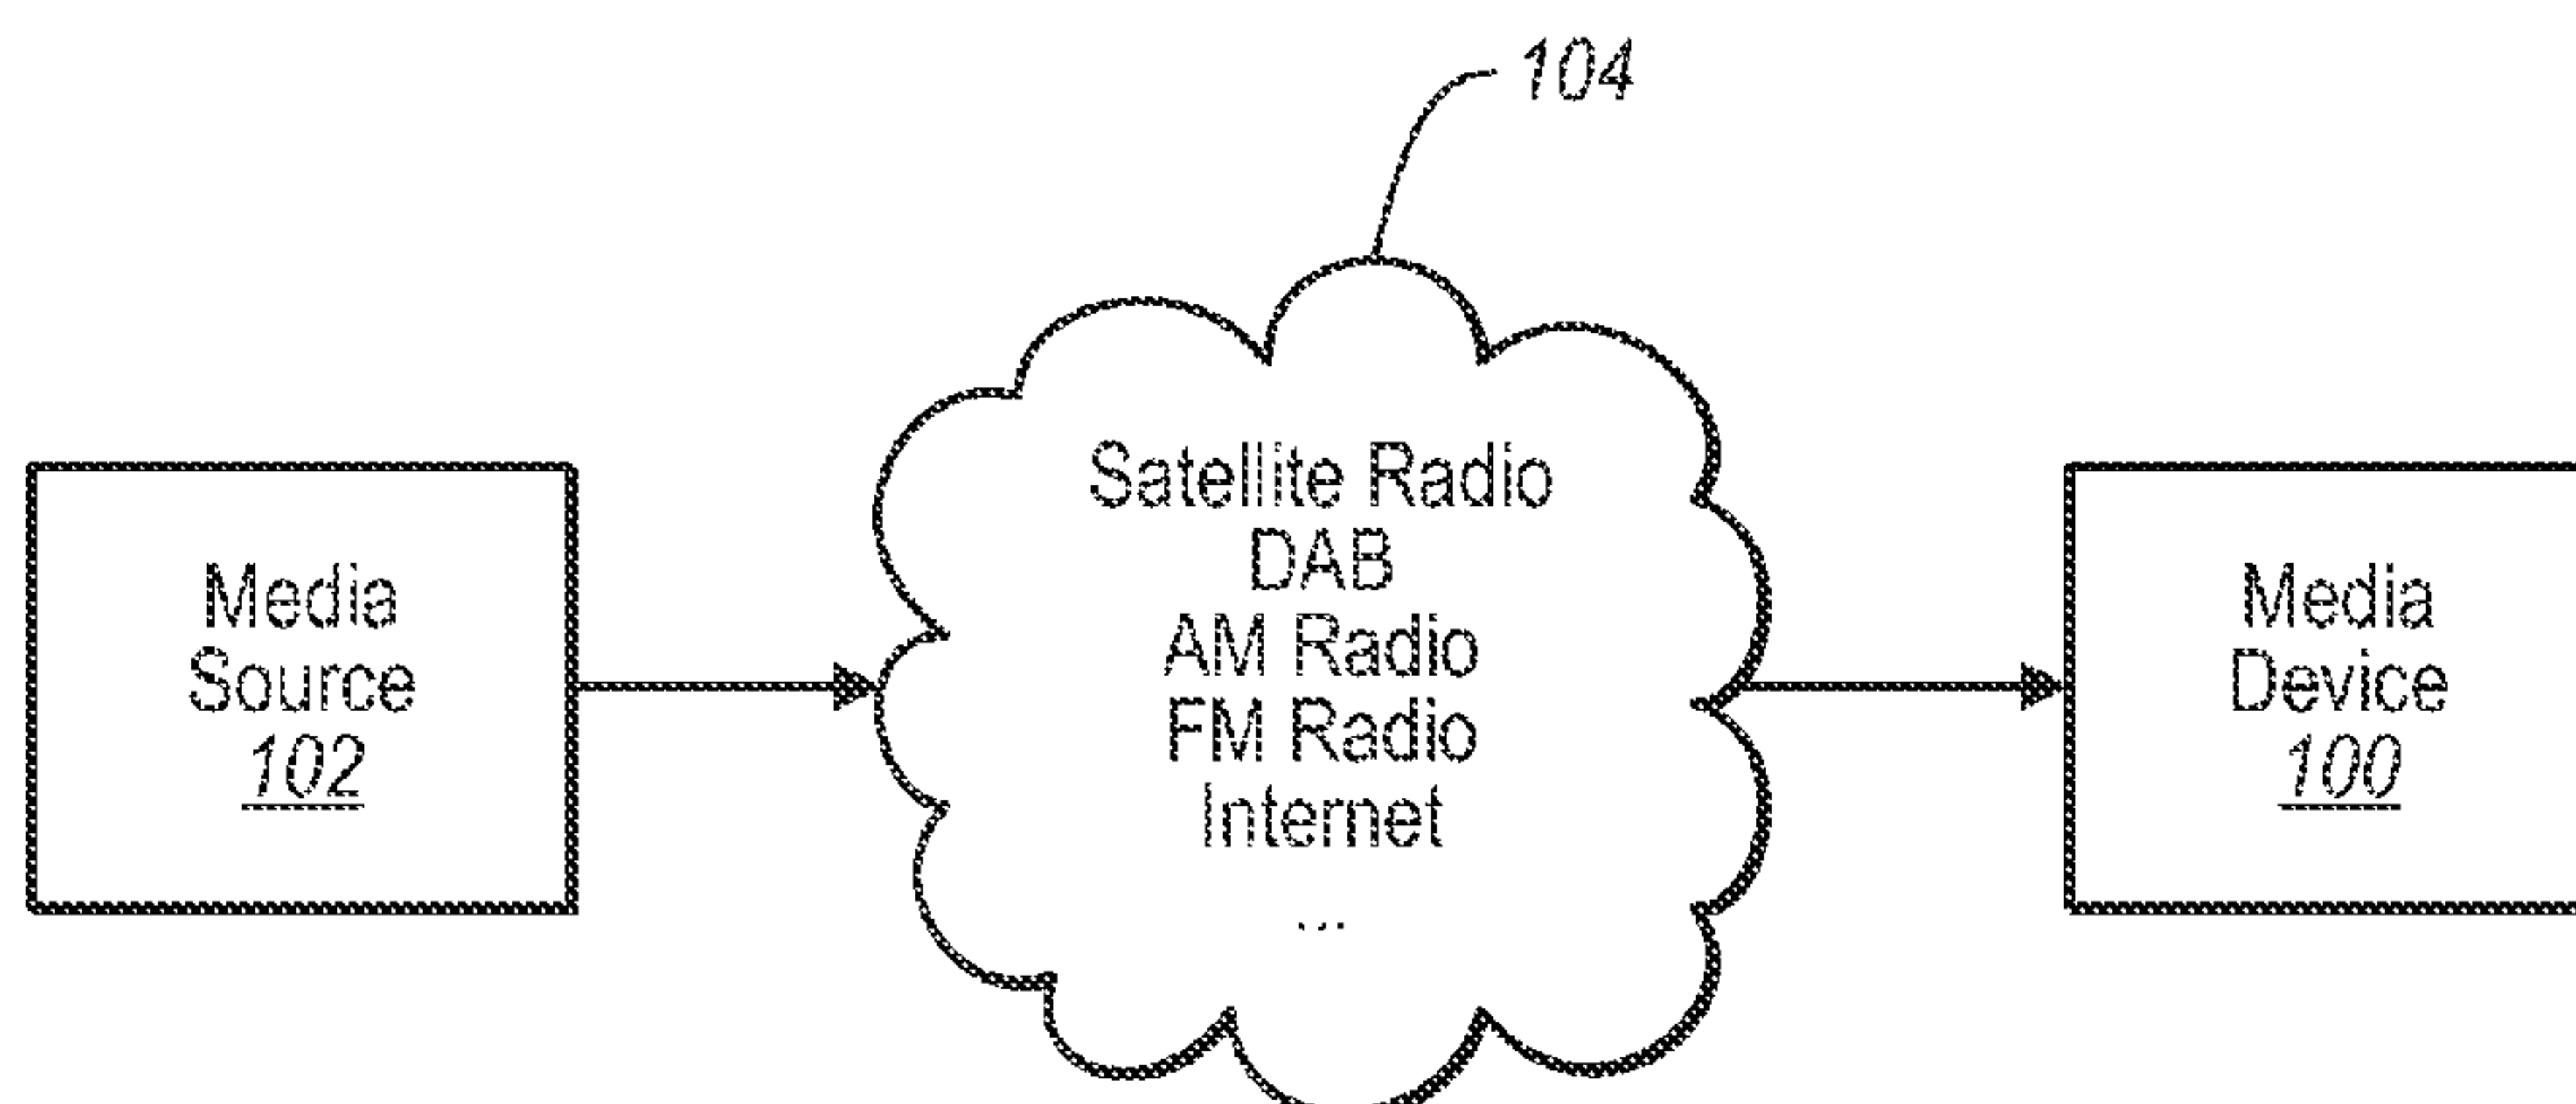 104
Satellite Radio
DAB
AM Radio
FM Radio
Internet
...
Media
Source
102
Media
Device
100